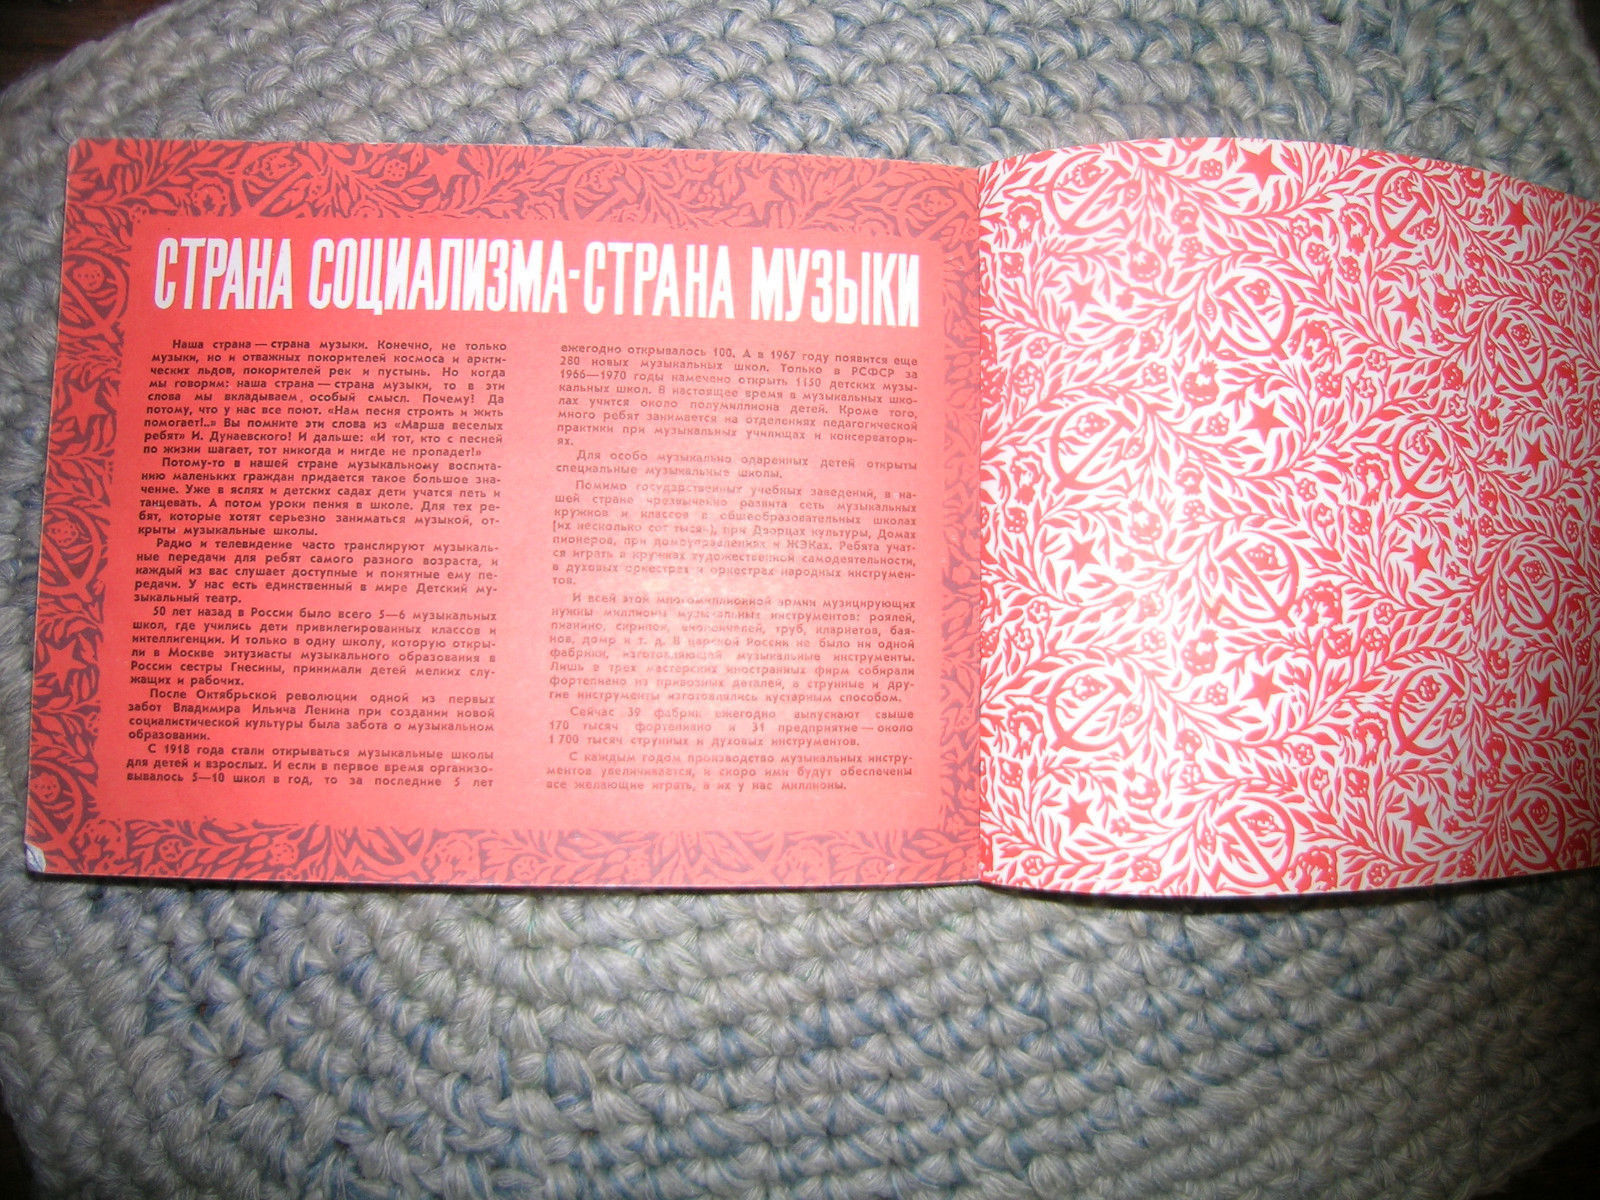 СТРАНА СОЦИАЛИЗМА-СТРАНА МУЗЫКИ
Наша страна — страна музыки. Конечно, не только
музыки, но и отважных покорителей космоса и аркти-
ческих льдов, покорителей рек и пустынь. Но когда
мы говорим: наша страна — страна музыки, то в эти
слова мы вкладываем особый смысл. Почему? Да
потому, что у нас все поют. «Нам песня строить и жить
помогает!..» Вы помните эти слова из «Марша веселых
ребят» И. Дунаевского! И дальше: «И тот, кто с песней
по жизни шагает, тот никогда и нигде не пропадет!»
Потому-то в нашей стране музыкальному воспита-
нию маленьких граждан придается такое большое зна-
чение. Уже в яслях и детских садах дети учатся петь и
танцевать. А потом уроки пения в школе. Для тех ре-
бят, которые хотят серьезно заниматься музыкой, от-
крыты музыкальные школы.
Радио и телевидение часто транслируют музыкаль-
ные передачи для ребят самого разного возраста, и
каждый из вас слушает доступные и понятные ему пе-
редачи. У нас есть единственный в мире Детский му-
зыкальный театр.
50 лет назад в России было всего 5—6 музыкальных
школ, где учились дети привилегированных классов и
интеллигенции. И только в одну школу, которую откры-
ли в Москве энтузиасты музыкального образования в
России сестры Гнесины, принимали детей мелких слу-
жащих и рабочих.
После Октябрьской революции одной из первых
забот Владимира Ильича Ленина при создании новой
социалистической культуры была забота о музыкальном
образовании.
С 1918 года стали открываться музыкальные школы
для детей и взрослых. И если в первое время организо-
вывалось 5—10 школ в год, то за последние 5 лет
ежегодно открывалось 100. А в 1967 году появится еще
280 новых музыкальных школ. Только в РСФСР за
1966—1970 годы намечено открыть 1150 детских музы-
кальных школ. В настоящее время в музыкальных шко-
лах учится около полумиллиона детей. Кроме того,
много ребят занимается на отделениях педагогической
практики при музыкальных училищах и консерватори-
ях.
Для особо музыкально одаренных детей открыты
специальные музыкальные школы.
Помимо государственных учебных заведений, в на-
шей стране чрезвычайно развита сеть музыкальных
кружков и классов в общеобразовательных школах
(их несколько сот тысяч), при Дворцах культуры, Домах
пионеров, при домоуправлениях и ЖЭКах. Ребята учат-
ся играть в кружках художественной самодеятельности,
в духовых оркестрах и оркестрах народных инструмен-
тов.
И всей этой многомиллионной армии музицирующих
нужны миллионы музыкальных инструментов: роялей,
пианино, скрипок, виолончелей, труб, кларнетов, бая-
нов, домр и т. д. В царской России не было ни одной
фабрики, изготовляющей музыкальные инструменты.
Лишь в трех мастерских иностранных фирм собирали
фортепиано из привозных деталей, а струнные и дру-
гие инструменты изготовлялись кустарным способом.
Сейчас 39 фабрик ежегодно выпускают свыше
170 тысяч фортепиано и 31 предприятие — около
1 700 тысяч струнных и духовых инструментов.
С каждым годом производство музыкальных инстру-
ментов увеличивается, и скоро ими будут обеспечены
все желающие играть, а их у нас миллионы.